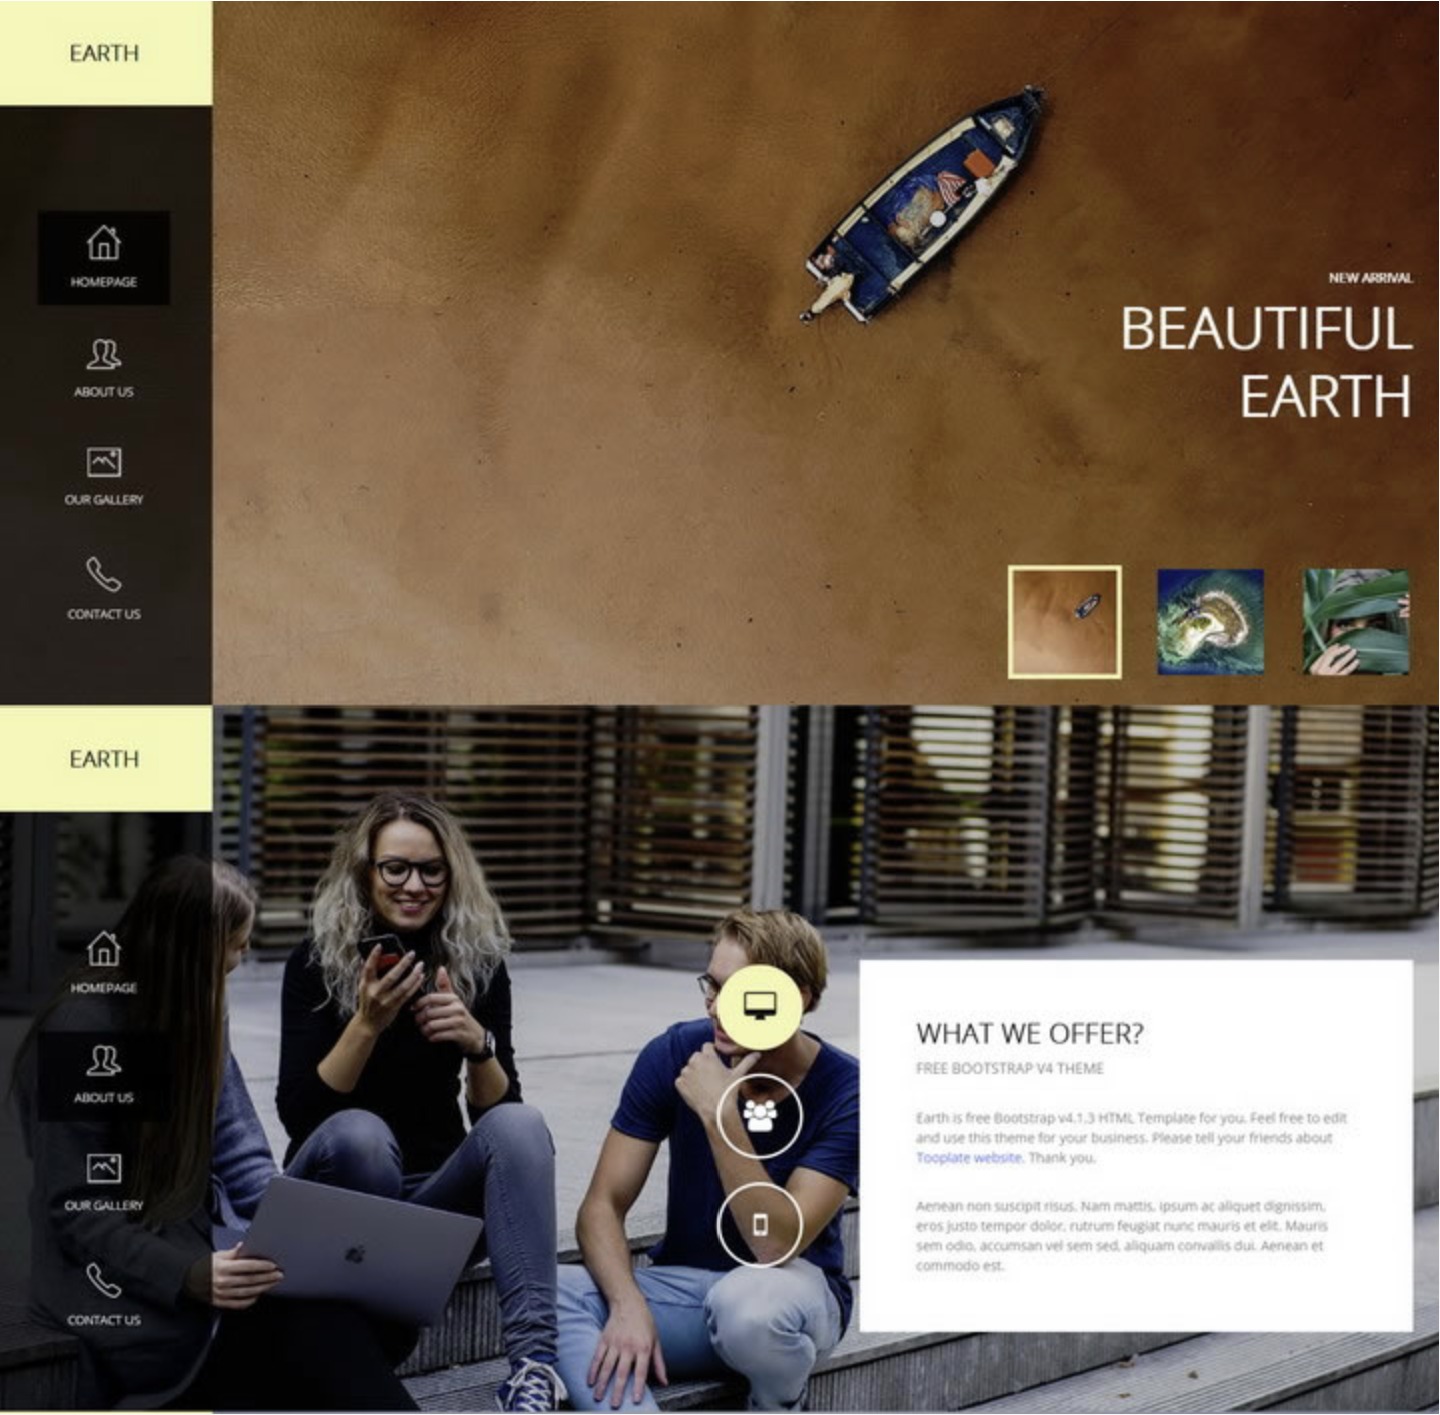 EARTH
HOMEPAGE
ABOUT US
OUR GALLERY
CONTACT US
NEW ARRIVAL
BEAUTIFUL
EARTH
EARTH
HOMEPAGE
ABOUT US
OUR GALLERY
CONTACT US
WHAT WE OFFER?
FREE BOOTSTRAP V4 THEME
Earth is free Bootstrap v4.1.3 HTML Template for you. Feel free to edit
and use this theme for your business. Please tell your friends about
Tooplate website. Thank you.
Aenean non suscipit risus. Nam mattis, ipsum ac aliquet dignissim,
eros justo tempor dolor, rutrum feugiat nunc mauris et elit. Mauris
sem odio, accumsan vel sem sed, aliquam convallis dui. Aenean et
commodo est.